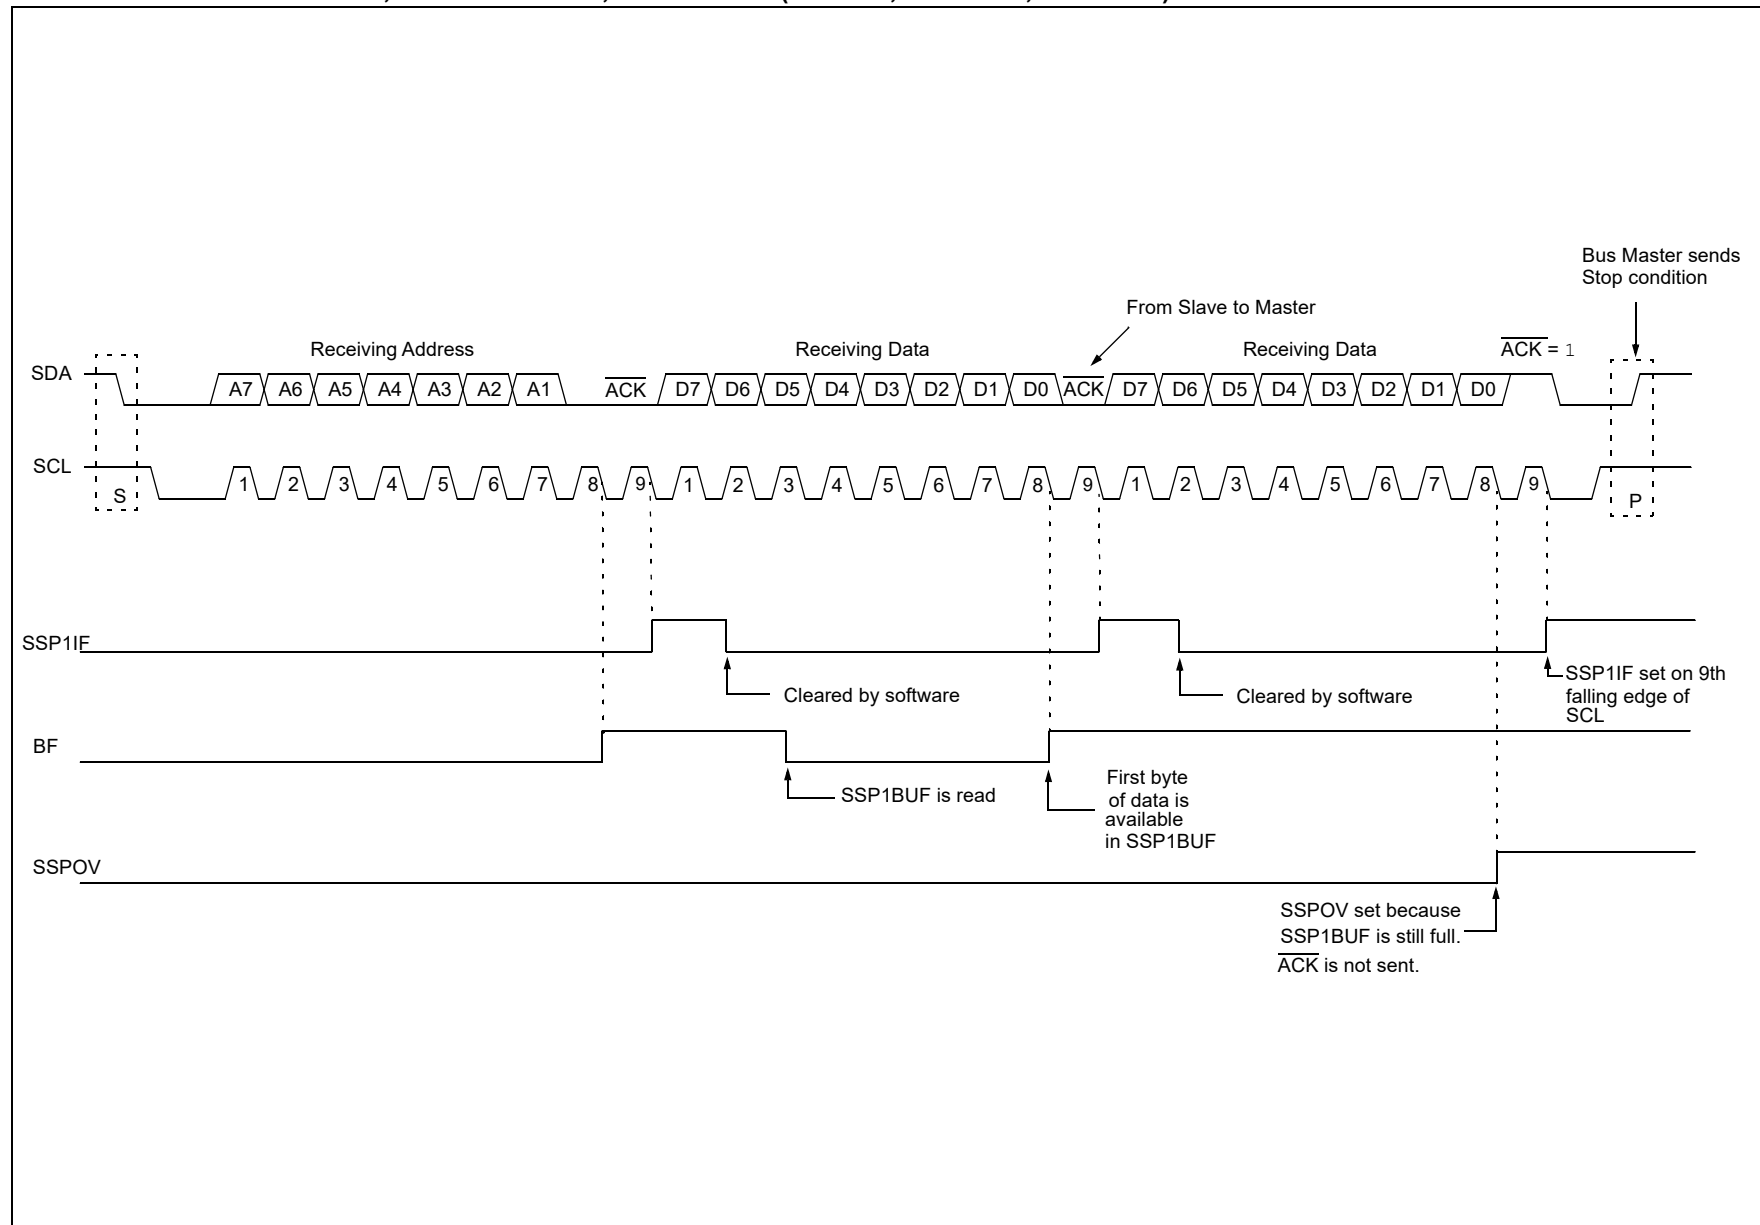 Bus Master sends
Stop condition
From Slave to Master
Receiving Address
Receiving Data
Receiving Data
ACK = 1
SDA
A7 A6 A5 A4 A3 A2 A1 ACK D7 D6 D5 D4 D3 D2 D1 D0 ACK D7 D6 D5 D4 D3 D2 D1 D0
SCL
S
1 2 3 4 5 6 7 8 9 1 2 3 4 5 6 7 8 9 1 2 3 4 5 6 7 8 9
P
SSP1IF
Cleared by software
Cleared by software
SSP1IF set on 9th
falling edge of
SCL
BF
SSP1BUF is read
First byte
of data is
available
in SSP1BUF
SSPOV
SSPOV set because
SSP1BUF is still full.
ACK is not sent.